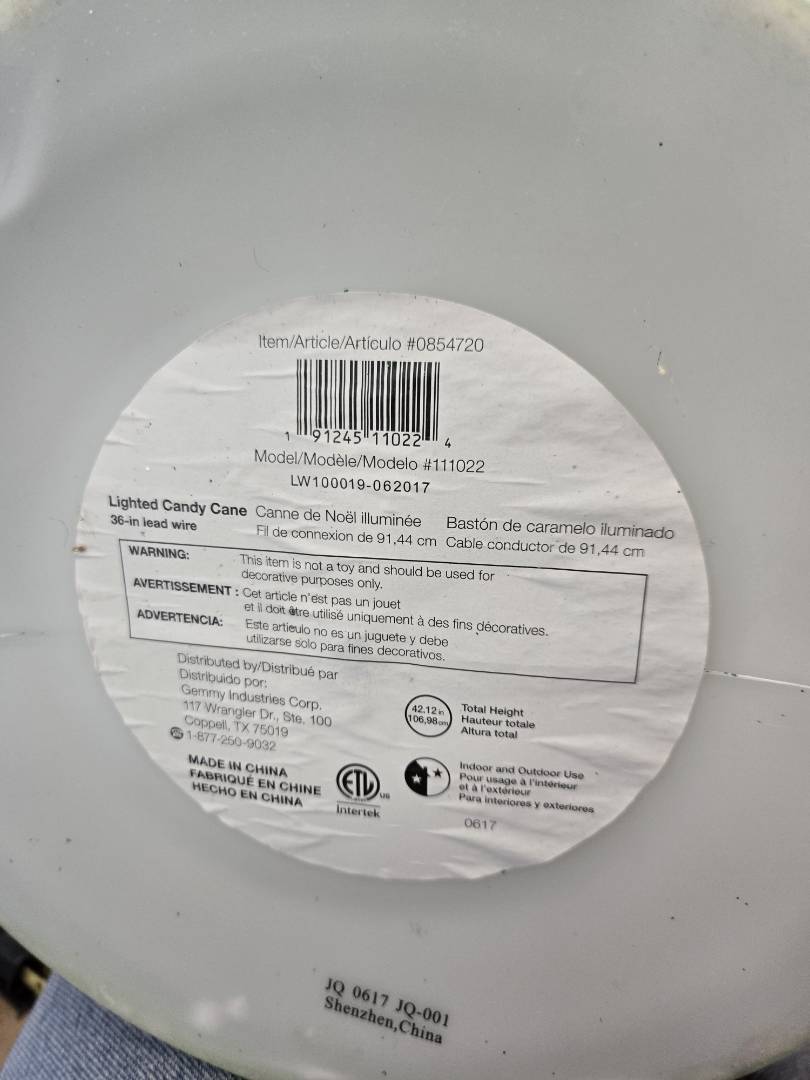 Item/Article/Artículo #0854720
1 91245 11022 4
Model/Modèle/Modelo #111022
LW100019-062017
Lighted Candy Cane
36-in lead wire
Canne de Noël illuminée
Fil de connexion de 91,44 cm
Bastón de caramelo iluminado
Cable conductor de 91,44 cm
WARNING: This item is not a toy and should be used for
decorative purposes only.
AVERTISSEMENT : Cet article n'est pas un jouet
et il doit être utilisé uniquement à des fins décoratives.
ADVERTENCIA: Este artículo no es un juguete y debe
utilizarse solo para fines decorativos.
Distributed by/Distribué par
Distribuido por:
Gemmy Industries Corp.
117 Wrangler Dr., Ste. 100
Coppell, TX 75019
1-877-250-9032
MADE IN CHINA
FABRIQUÉ EN CHINE
HECHO EN CHINA
42.12 in
106,98 cm
Total Height
Hauteur totale
Altura total
ETL
US
Intertek
Indoor and Outdoor Use
Pour usage à l'intérieur
et à l'extérieur
Para interiores y exteriores
0617
JQ 0617 JQ-001
Shenzhen,China